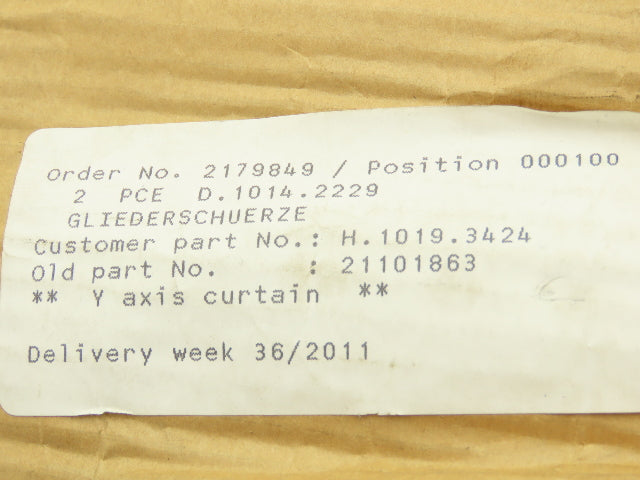 Order No. 2179849 / Position 000100
2 PCE D.1014.2229
GLIEDERSCHUERZE
Customer part No.: H.1019.3424
Old part No. : 21101863
** Y axis curtain **
Delivery week 36/2011